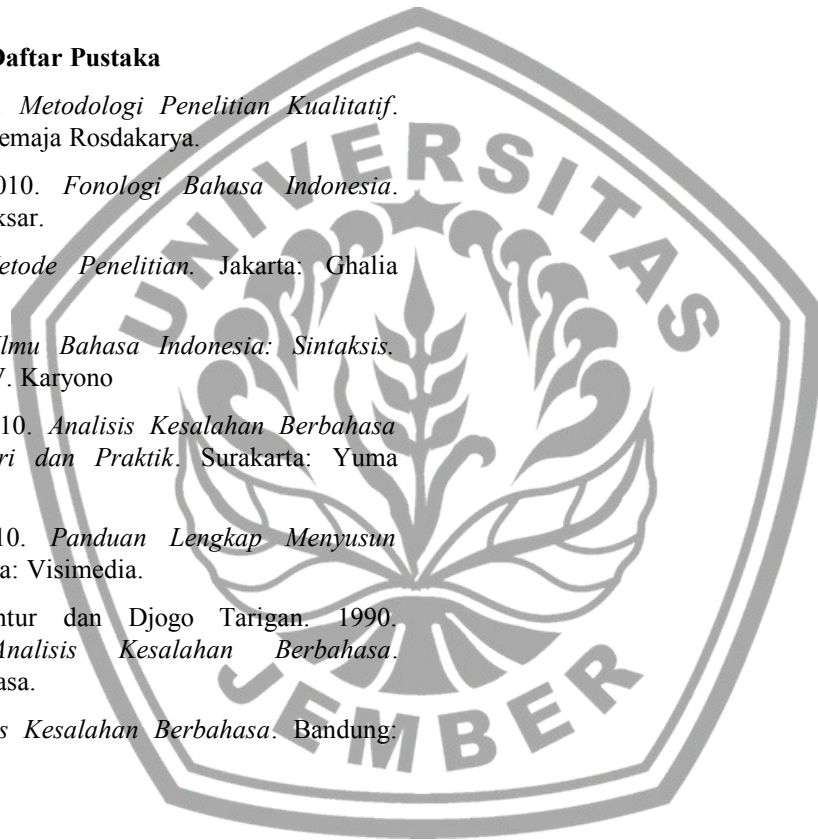 Daftar Pustaka
Metodologi Penelitian Kualitatif.
emaja Rosdakarya.
010. Fonologi Bahasa Indonesia.
ksar.
etode Penelitian. Jakarta: Ghalia
Ilmu Bahasa Indonesia: Sintaksis.
V. Karyono
10. Analisis Kesalahan Berbahasa
ri dan Praktik. Surakarta: Yuma
10. Panduan Lengkap Menyusun
a: Visimedia.
ntur dan Djogo Tarigan. 1990.
Analisis Kesalahan Berbahasa.
asa.
s Kesalahan Berbahasa. Bandung:
UNIVERSITAS
JEMBER